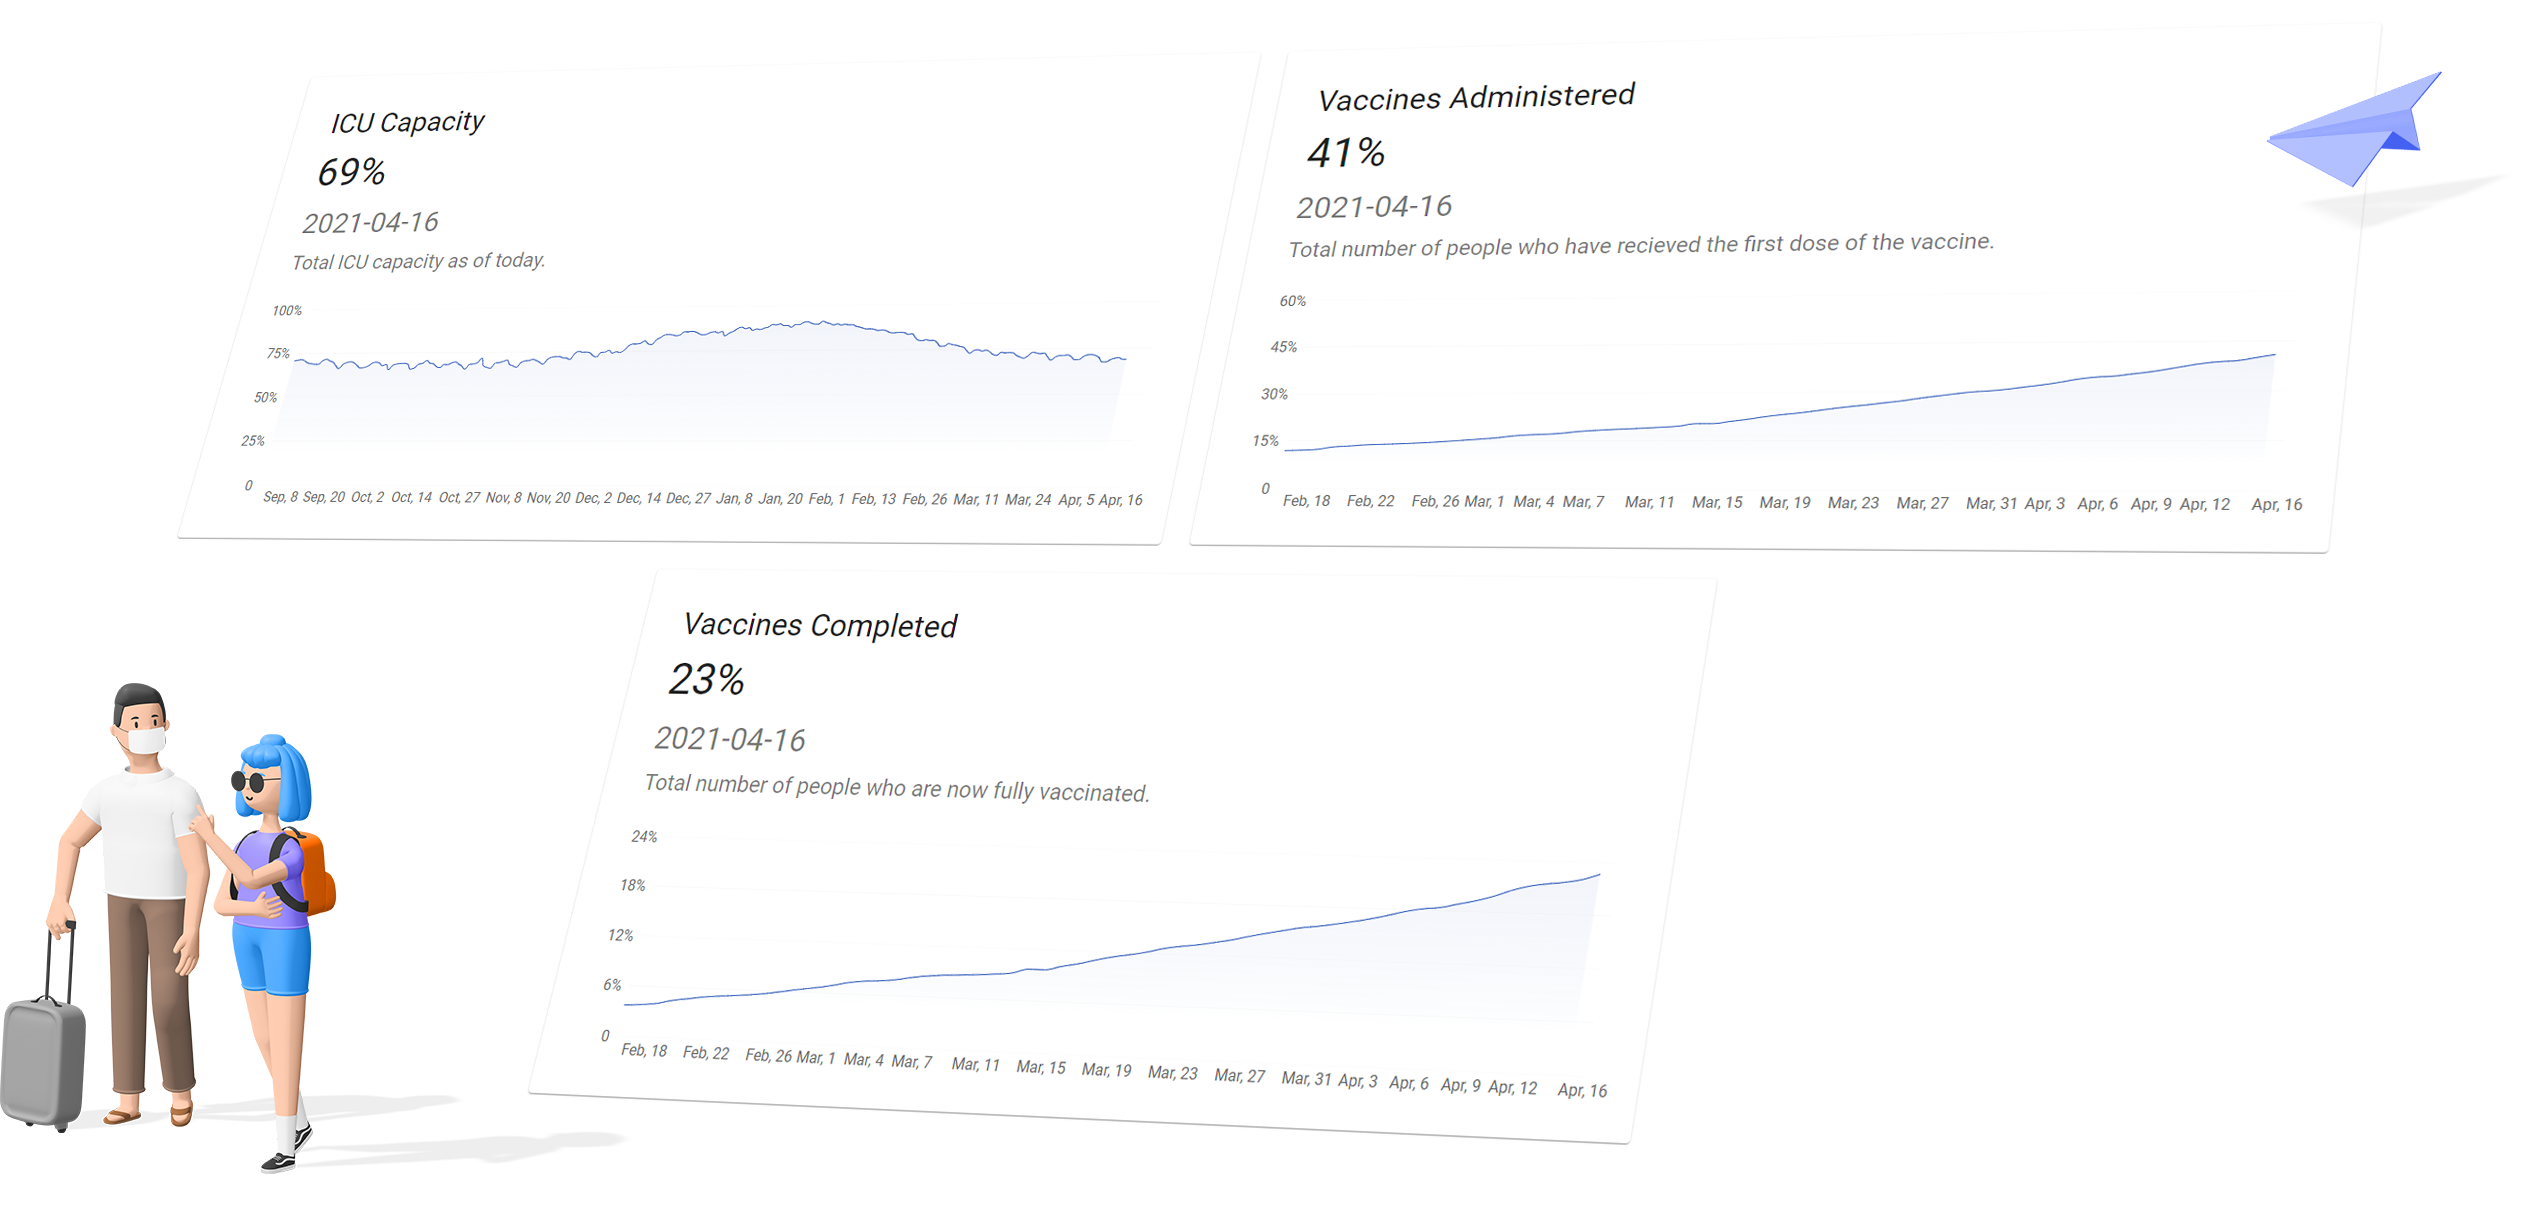 ICU Capacity
69%
2021-04-16
Total ICU capacity as of today.
100%
75%
50%
25%
0
Sep, 8 Sep, 20 Oct, 2 Oct, 14 Oct, 27 Nov, 8 Nov, 20 Dec, 2 Dec, 14 Dec, 27 Jan, 8 Jan, 20 Feb, 1 Feb, 13 Feb, 26 Mar, 11 Mar, 24 Apr, 5 Apr, 16
Vaccines Administered
41%
2021-04-16
Total number of people who have recieved the first dose of the vaccine.
60%
45%
30%
15%
0
Feb, 18 Feb, 22 Feb, 26 Mar, 1 Mar, 4 Mar, 7 Mar, 11 Mar, 15 Mar, 19 Mar, 23 Mar, 27 Mar, 31 Apr, 3 Apr, 6 Apr, 9 Apr, 12 Apr, 16
Vaccines Completed
23%
2021-04-16
Total number of people who are now fully vaccinated.
24%
18%
12%
6%
0
Feb, 18 Feb, 22 Feb, 26 Mar, 1 Mar, 4 Mar, 7 Mar, 11 Mar, 15 Mar, 19 Mar, 23 Mar, 27 Mar, 31 Apr, 3 Apr, 6 Apr, 9 Apr, 12 Apr, 16